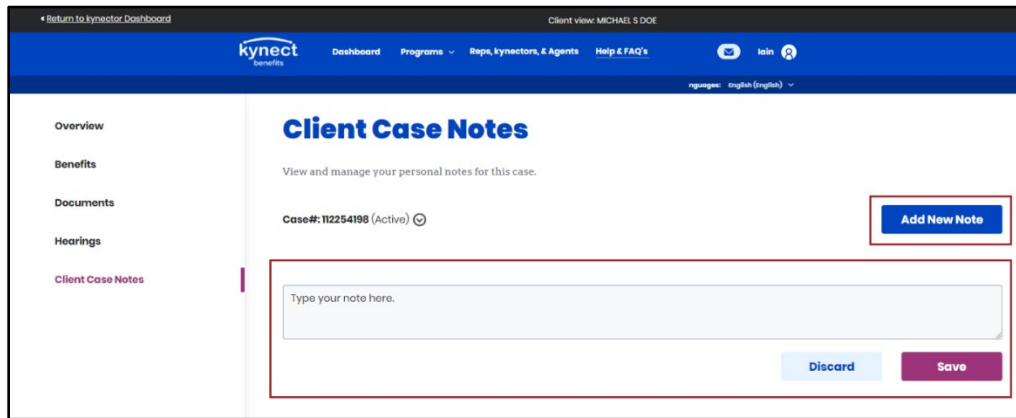 Return to kynector Dashboard
Client view: MICHAEL S DOE
kynect
benefits
Dashboard Programs Reps, kynectors, & Agents Help & FAQ's Iain
nguages: English (English)
Overview
Benefits
Documents
Hearings
Client Case Notes
Client Case Notes
View and manage your personal notes for this case.
Case#: 112254198 (Active)
Add New Note
Type your note here.
Discard Save